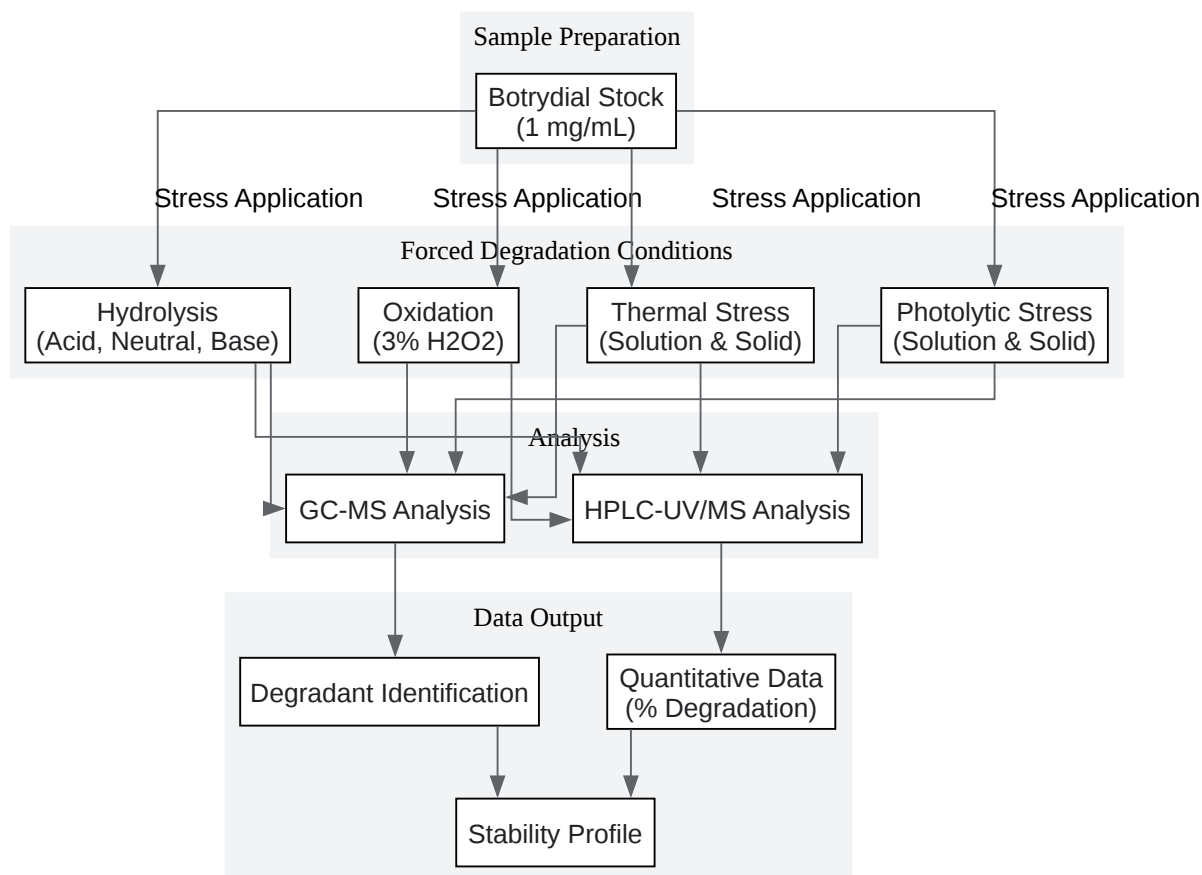 Sample Preparation
Botrydial Stock
(1 mg/mL)
Stress Application
Stress Application
Stress Application
Stress Application
Forced Degradation Conditions
Hydrolysis
(Acid, Neutral, Base)
Oxidation
(3% H2O2)
Thermal Stress
(Solution & Solid)
Photolytic Stress
(Solution & Solid)
Analysis
GC-MS Analysis
HPLC-UV/MS Analysis
Data Output
Degradant Identification
Quantitative Data
(% Degradation)
Stability Profile